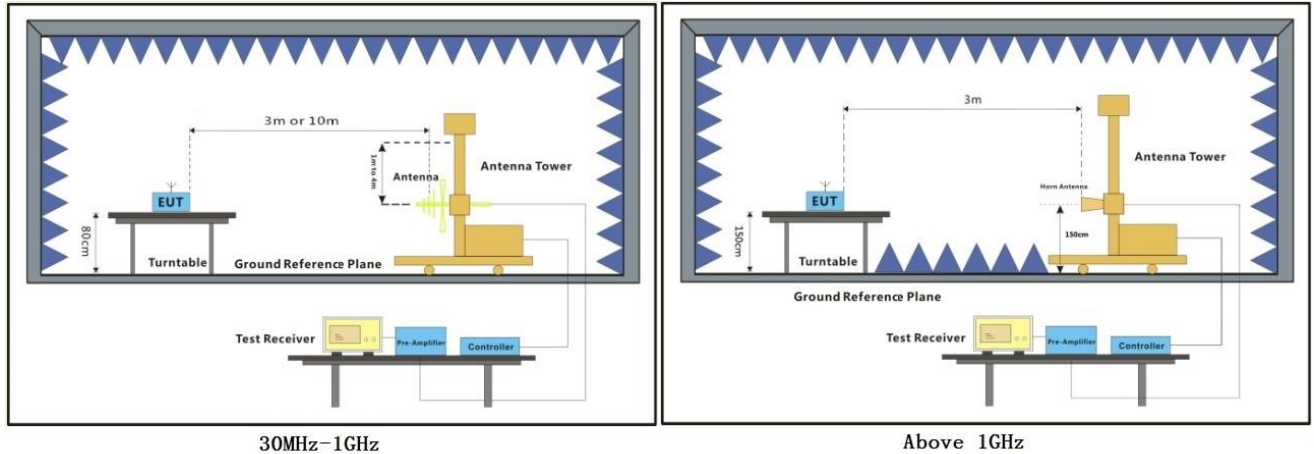 3m or 10m
1m to 4m
Antenna
Antenna Tower
EUT
80cm
Turntable
Ground Reference Plane
Test Receiver
Pre-Amplifier
Controller
30MHz-1GHz
3m
Antenna Tower
Horn Antenna
EUT
150cm
150cm
Turntable
Ground Reference Plane
Test Receiver
Pre-Amplifier
Controller
Above 1GHz